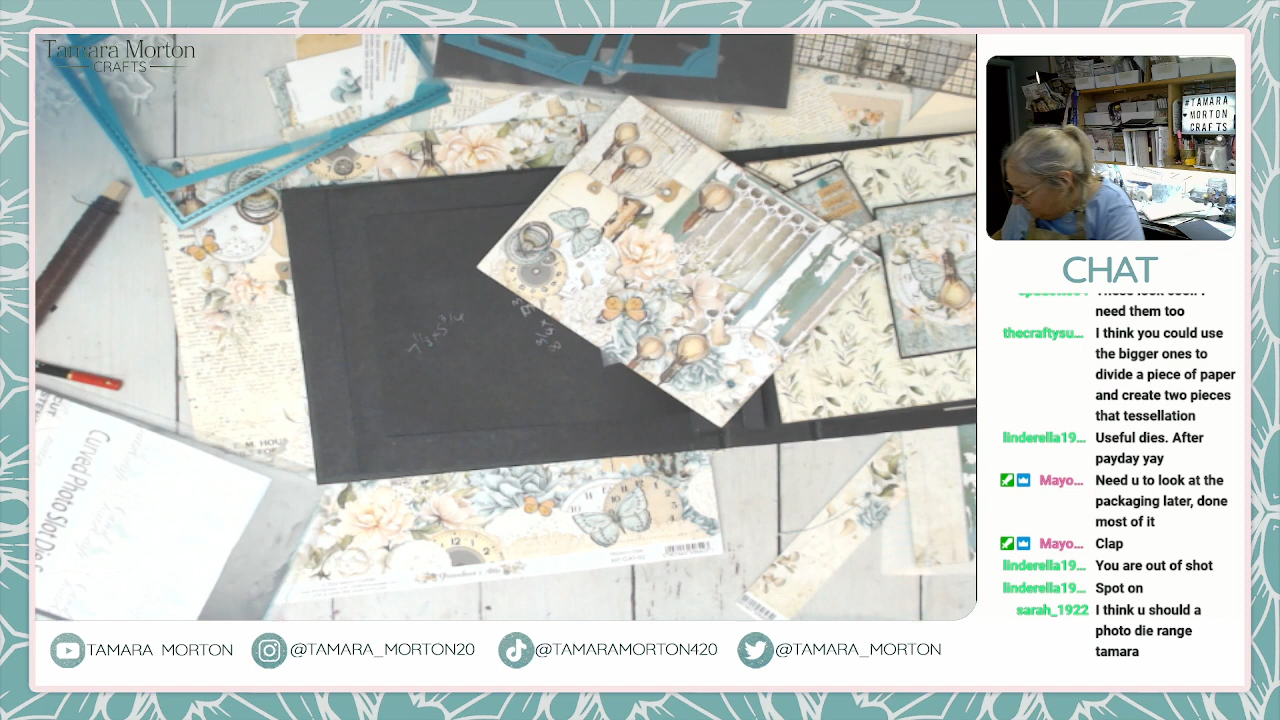 Tamara Morton
CRAFTS
#TAMARA
MORTON
CRAFTS
CHAT
need them too
thecraftysu... I think you could use
the bigger ones to
divide a piece of paper
and create two pieces
that tessellation
linderella19... Useful dies. After
payday yay
Mayo... Need u to look at the
packaging later, done
most of it
Mayo... Clap
linderella19... You are out of shot
linderella19... Spot on
sarah_1922 I think u should a
photo die range
tamara
Curved Photo Slot Die
TAMARA MORTON
@TAMARA_MORTON20
@TAMARAMORTON420
@TAMARA_MORTON